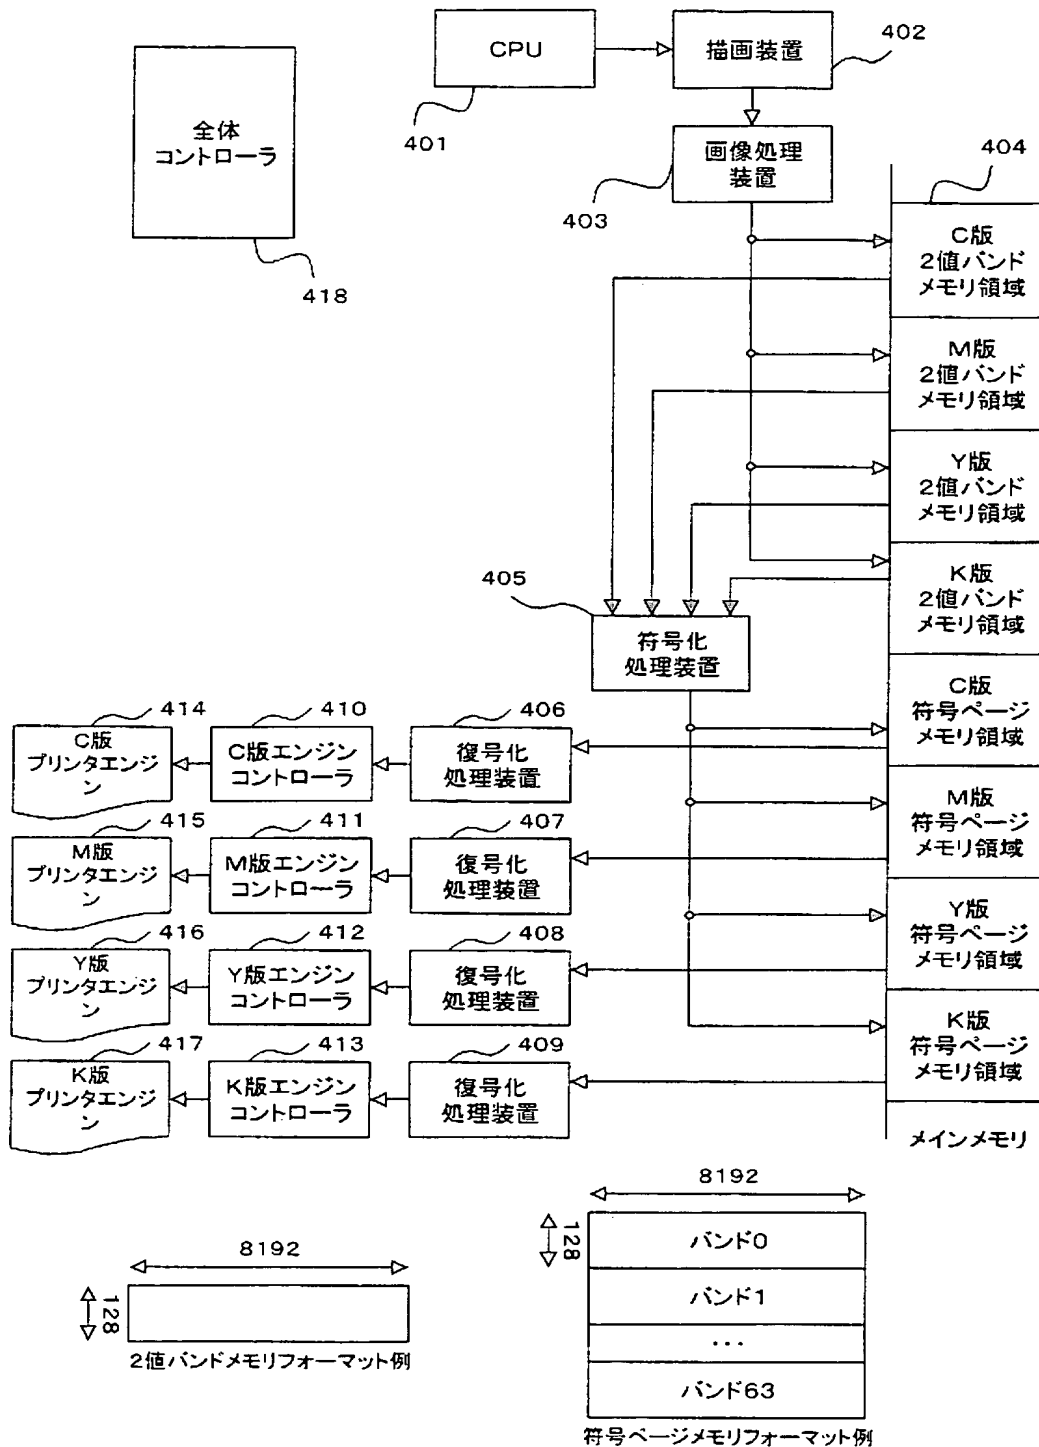 CPU
401
描画装置
402
全体
コントローラ
418
画像処理
装置
403
404
C版
2値バンド
メモリ領域
M版
2値バンド
メモリ領域
Y版
2値バンド
メモリ領域
K版
2値バンド
メモリ領域
405
符号化
処理装置
C版
符号ページ
メモリ領域
M版
符号ページ
メモリ領域
Y版
符号ページ
メモリ領域
K版
符号ページ
メモリ領域
メインメモリ
414
C版
プリンタエンジ
ン
410
C版エンジン
コントローラ
406
復号化
処理装置
415
M版
プリンタエンジ
ン
411
M版エンジン
コントローラ
407
復号化
処理装置
416
Y版
プリンタエンジ
ン
412
Y版エンジン
コントローラ
408
復号化
処理装置
417
K版
プリンタエンジ
ン
413
K版エンジン
コントローラ
409
復号化
処理装置
8192
128
2値バンドメモリフォーマット例
8192
128
バンド0
バンド1
・・・
バンド63
符号ページメモリフォーマット例